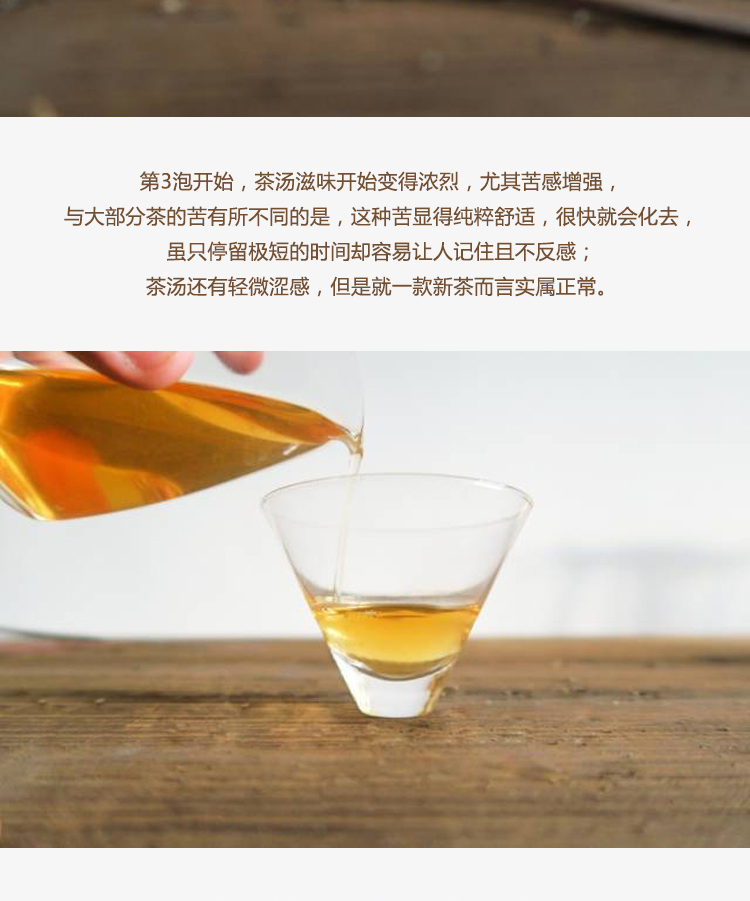 第3泡开始，茶汤滋味开始变得浓烈，尤其苦感增强，
与大部分茶的苦有所不同的是，这种苦显得纯粹舒适，很快就会化去，
虽只停留极短的时间却容易让人记住且不反感；
茶汤还有轻微涩感，但是就一款新茶而言实属正常。